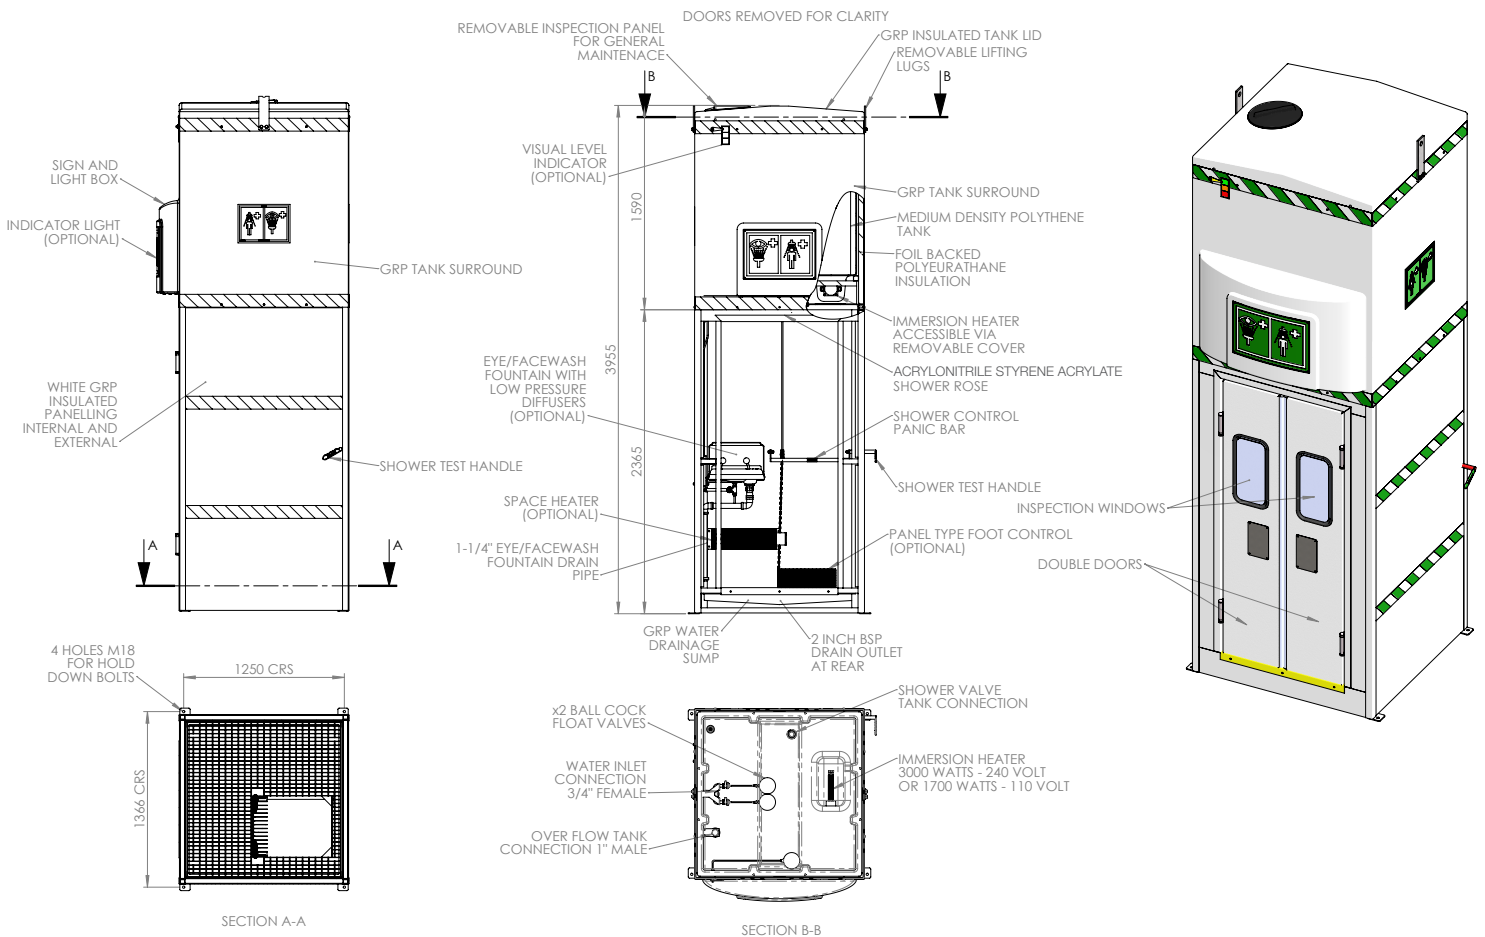 DOORS REMOVED FOR CLARITY
REMOVABLE INSPECTION PANEL
FOR GENERAL
MAINTENACE
GRP INSULATED TANK LID
REMOVABLE LIFTING
LUGS
B
B
VISUAL LEVEL
INDICATOR
(OPTIONAL)
SIGN AND
LIGHT BOX
INDICATOR LIGHT
(OPTIONAL)
GRP TANK SURROUND
WHITE GRP
INSULATED
PANELLING
INTERNAL AND
EXTERNAL
SHOWER TEST HANDLE
A
A
1590
3955
2365
GRP TANK SURROUND
MEDIUM DENSITY POLYTHENE
TANK
FOIL BACKED
POLYEURATHANE
INSULATION
IMMERSION HEATER
ACCESSIBLE VIA
REMOVABLE COVER
ACRYLONITRILE STYRENE ACRYLATE
SHOWER ROSE
EYE/FACEWASH
FOUNTAIN WITH
LOW PRESSURE
DIFFUSERS
(OPTIONAL)
SHOWER CONTROL
PANIC BAR
SHOWER TEST HANDLE
SPACE HEATER
(OPTIONAL)
1-1/4" EYE/FACEWASH
FOUNTAIN DRAIN
PIPE
PANEL TYPE FOOT CONTROL
(OPTIONAL)
INSPECTION WINDOWS
DOUBLE DOORS
GRP WATER
DRAINAGE
SUMP
2 INCH BSP
DRAIN OUTLET
AT REAR
4 HOLES M18
FOR HOLD
DOWN BOLTS
1250 CRS
1366 CRS
SECTION A-A
x2 BALL COCK
FLOAT VALVES
WATER INLET
CONNECTION
3/4" FEMALE
OVER FLOW TANK
CONNECTION 1" MALE
SHOWER VALVE
TANK CONNECTION
IMMERSION HEATER
3000 WATTS - 240 VOLT
OR 1700 WATTS - 110 VOLT
SECTION B-B